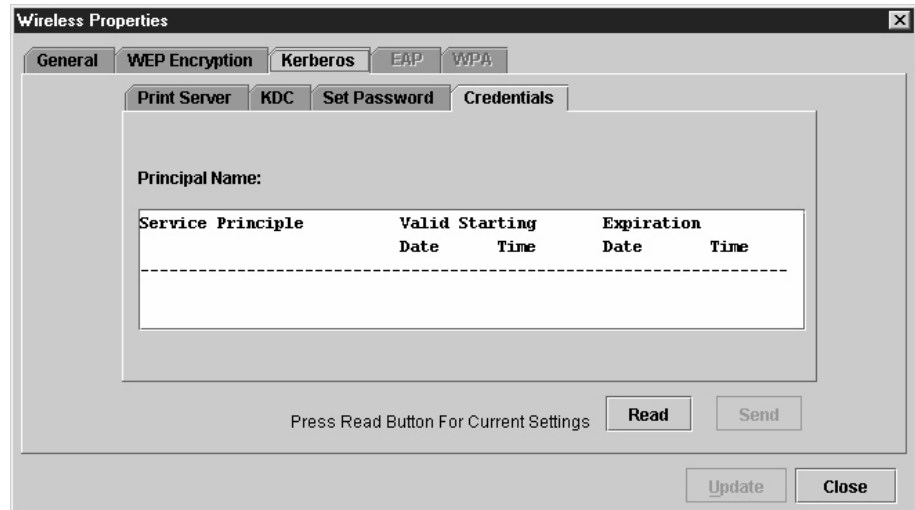 Wireless Properties
General WEP Encryption Kerberos EAP WPA
Print Server KDC Set Password Credentials
Principal Name:
Service Principle Valid Starting Expiration
Date Time Date Time
--------------------------------------------------------------------
Press Read Button For Current Settings Read Send
Update Close